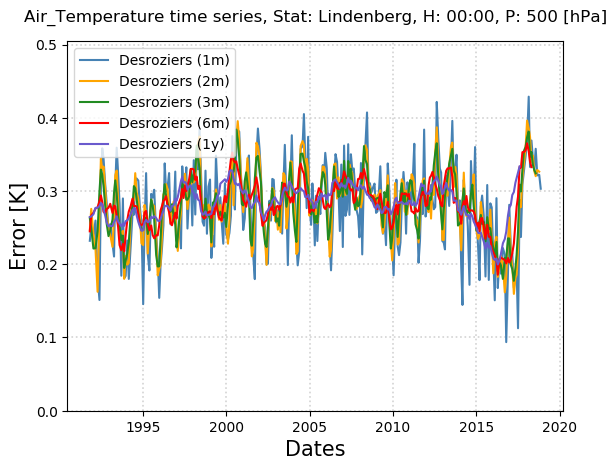 Air_Temperature time series, Stat: Lindenberg, H: 00:00, P: 500 [hPa]
0.5
0.4
0.3
0.2
0.1
0.0
Error [K]
Desroziers (1m)
Desroziers (2m)
Desroziers (3m)
Desroziers (6m)
Desroziers (1y)
1995 2000 2005 2010 2015 2020
Dates